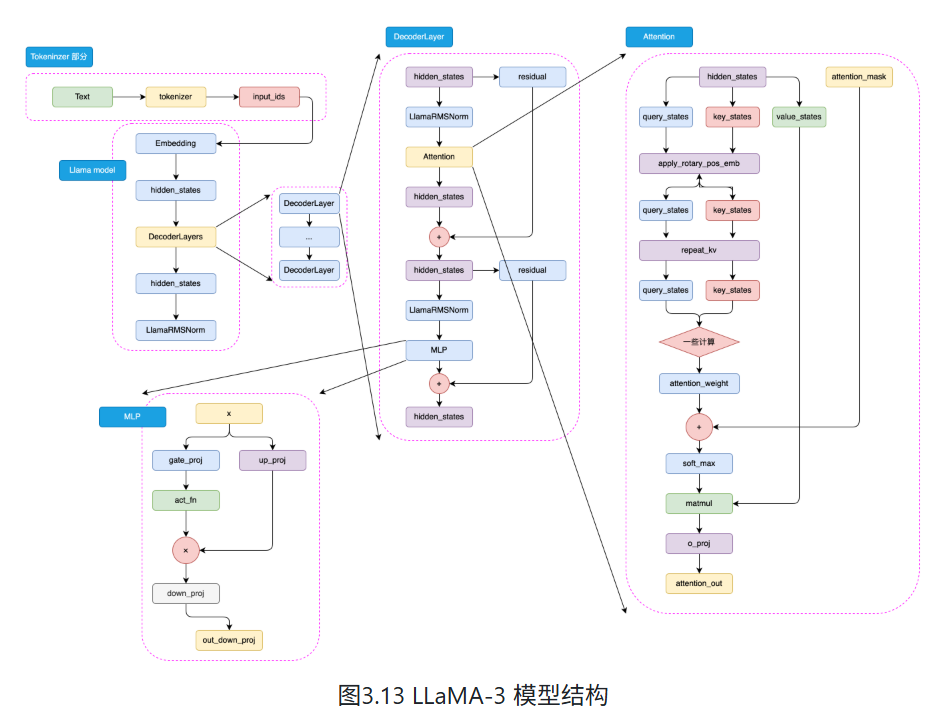 Tokeninzer 部分
Text
tokenizer
input_ids
Llama model
Embedding
hidden_states
DecoderLayers
hidden_states
LlamaRMSNorm
DecoderLayer
...
DecoderLayer
DecoderLayer
hidden_states
residual
LlamaRMSNorm
Attention
hidden_states
+
hidden_states
residual
LlamaRMSNorm
MLP
+
hidden_states
Attention
hidden_states
attention_mask
query_states
key_states
value_states
apply_rotary_pos_emb
query_states
key_states
repeat_kv
query_states
key_states
一些计算
attention_weight
+
soft_max
matmul
o_proj
attention_out
MLP
x
gate_proj
up_proj
act_fn
×
down_proj
out_down_proj
图3.13 LLaMA-3 模型结构